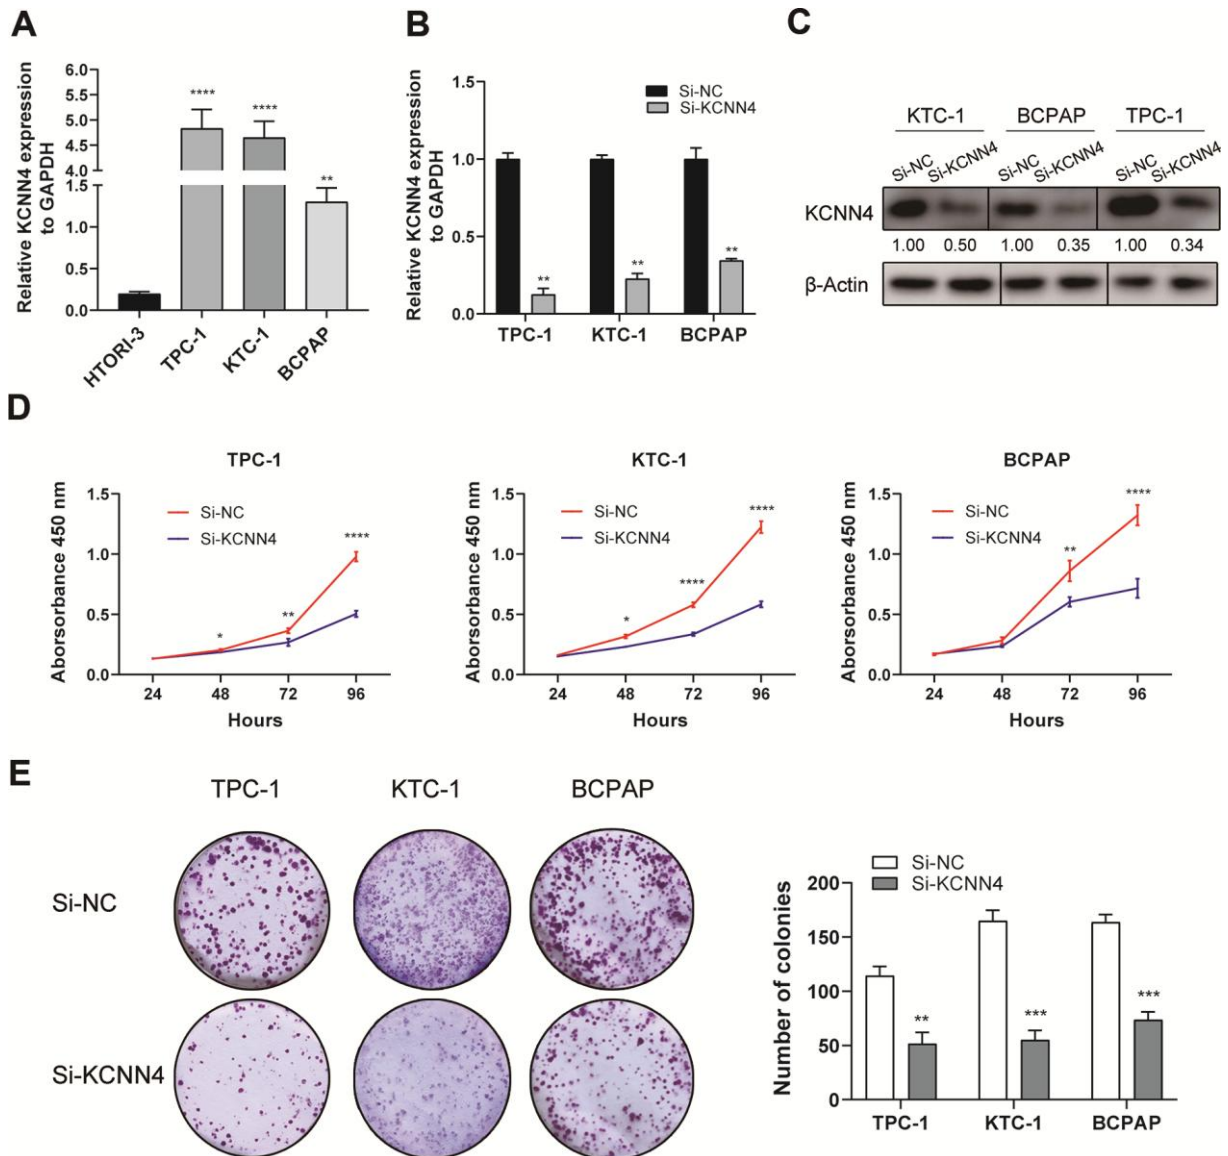 A
Relative KCNN4 expression
to GAPDH
6.0
5.5
5.0
4.5
4.0
1.5
1.0
0.5
0.0
****
****
**
HTORI-3
TPC-1
KTC-1
BCPAP
B
Relative KCNN4 expression
to GAPDH
1.5
1.0
0.5
0.0
Si-NC
Si-KCNN4
**
**
**
TPC-1 KTC-1 BCPAP
C
KTC-1 BCPAP TPC-1
Si-NC Si-KCNN4 Si-NC Si-KCNN4 Si-NC Si-KCNN4
KCNN4
1.00 0.50 1.00 0.35 1.00 0.34
β-Actin
D
TPC-1
Aborsorbance 450 nm
1.5
1.0
0.5
0.0
Si-NC
Si-KCNN4
*
**
****
24 48 72 96
Hours
KTC-1
Aborsorbance 450 nm
1.5
1.0
0.5
0.0
Si-NC
Si-KCNN4
*
****
****
24 48 72 96
Hours
BCPAP
Aborsorbance 450 nm
1.5
1.0
0.5
0.0
Si-NC
Si-KCNN4
**
****
24 48 72 96
Hours
E
TPC-1 KTC-1 BCPAP
Si-NC
Si-KCNN4
Number of colonies
200
150
100
50
0
Si-NC
Si-KCNN4
**
***
***
TPC-1 KTC-1 BCPAP